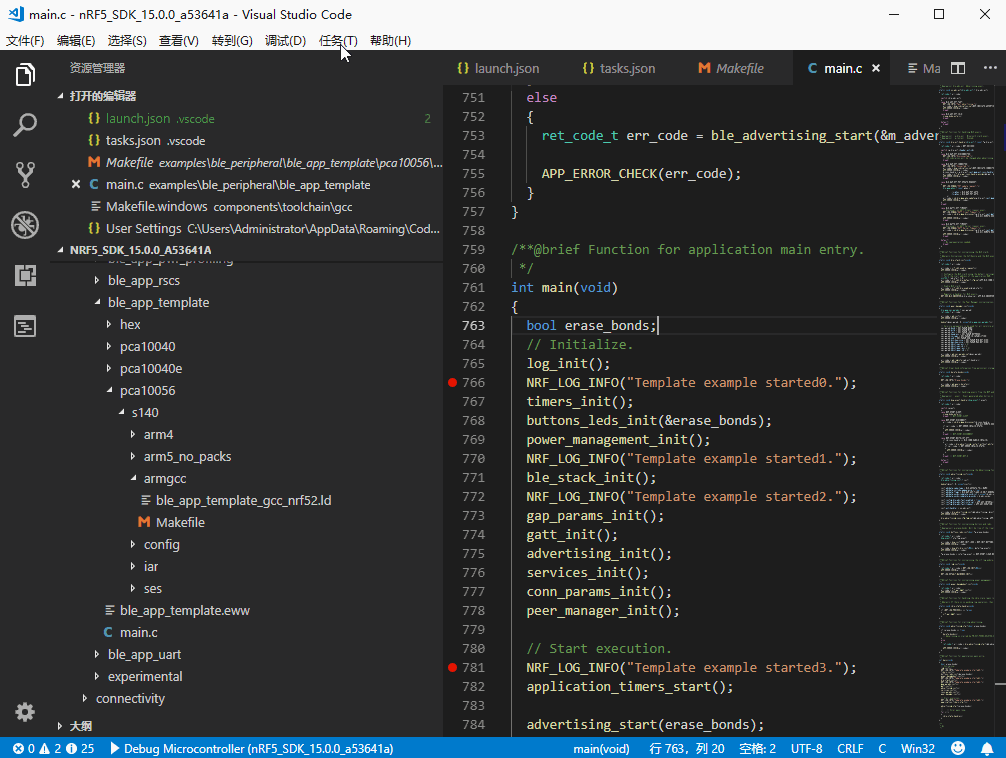 main.c - nRF5_SDK_15.0.0_a53641a - Visual Studio Code
文件(F) 编辑(E) 选择(S) 查看(V) 转到(G) 调试(D) 任务(T) 帮助(H)
资源管理器
打开的编辑器
{} launch.json .vscode 2
{} tasks.json .vscode
M Makefile examples\ble_peripheral\ble_app_template\pca10056\...
C main.c examples\ble_peripheral\ble_app_template
Makefile.windows components\toolchain\gcc
{} User Settings C:\Users\Administrator\AppData\Roaming\Cod...
NRF5_SDK_15.0.0_A53641A
ble_app_pwr_profiling
ble_app_rscs
ble_app_template
hex
pca10040
pca10040e
pca10056
s140
arm4
arm5_no_packs
armgcc
ble_app_template_gcc_nrf52.ld
M Makefile
config
iar
ses
ble_app_template.eww
C main.c
ble_app_uart
experimental
connectivity
大纲
{} launch.json {} tasks.json M Makefile C main.c Ma
751 else
752 {
753 ret_code_t err_code = ble_advertising_start(&m_adver
754
755 APP_ERROR_CHECK(err_code);
756 }
757 }
758
759 /**@brief Function for application main entry.
760 */
761 int main(void)
762 {
763 bool erase_bonds;
764 // Initialize.
765 log_init();
766 NRF_LOG_INFO("Template example started0.");
767 timers_init();
768 buttons_leds_init(&erase_bonds);
769 power_management_init();
770 NRF_LOG_INFO("Template example started1.");
771 ble_stack_init();
772 NRF_LOG_INFO("Template example started2.");
773 gap_params_init();
774 gatt_init();
775 advertising_init();
776 services_init();
777 conn_params_init();
778 peer_manager_init();
779
780 // Start execution.
781 NRF_LOG_INFO("Template example started3.");
782 application_timers_start();
783
784 advertising_start(erase_bonds);
0 2 25 Debug Microcontroller (nRF5_SDK_15.0.0_a53641a) main(void) 行 763，列 20 空格: 2 UTF-8 CRLF C Win32